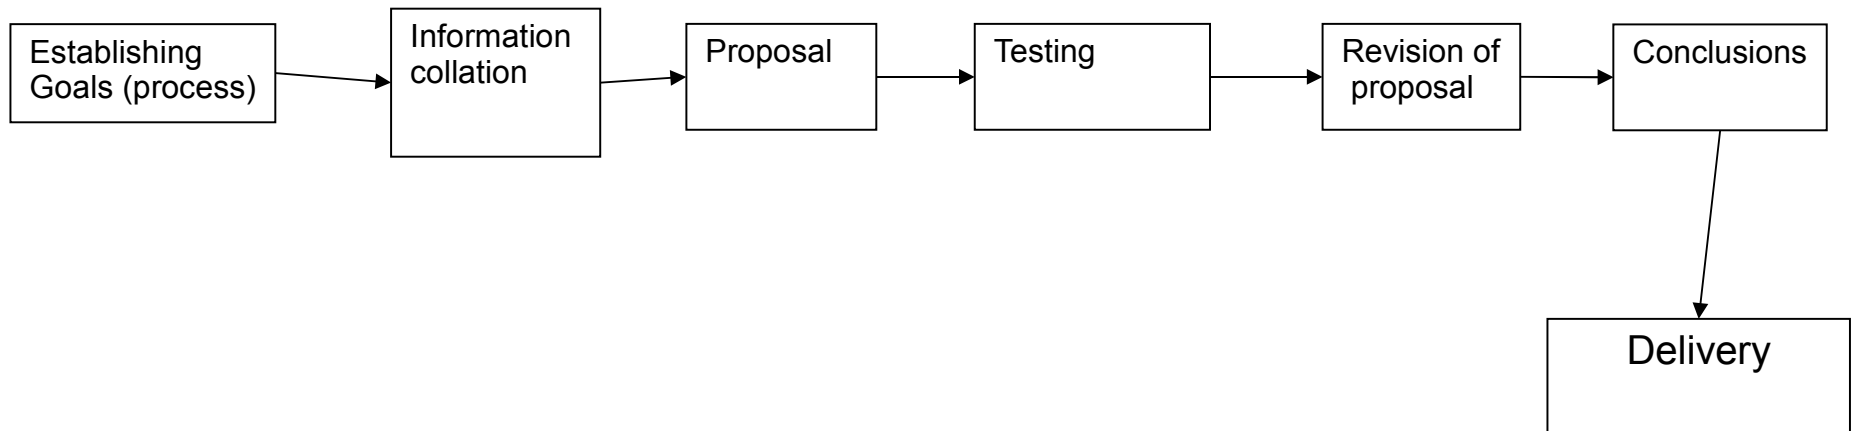 Establishing
Goals (process)
Information
collation
Proposal
Testing
Revision of
proposal
Conclusions
Delivery